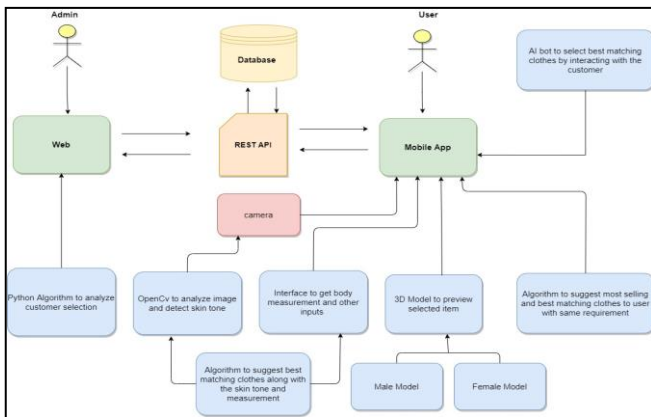 Admin
User
Database
AI bot to select best matching
clothes by interacting with the
customer
Web
REST API
Mobile App
camera
Python Algorithm to analyze
customer selection
OpenCv to analyze image
and detect skin tone
Interface to get body
measurement and other
inputs
3D Model to preview
selected item
Algorithm to suggest most selling
and best matching clothes to user
with same requirement
Algorithm to suggest best
matching clothes along with
the skin tone and
measurement
Male Model
Female Model